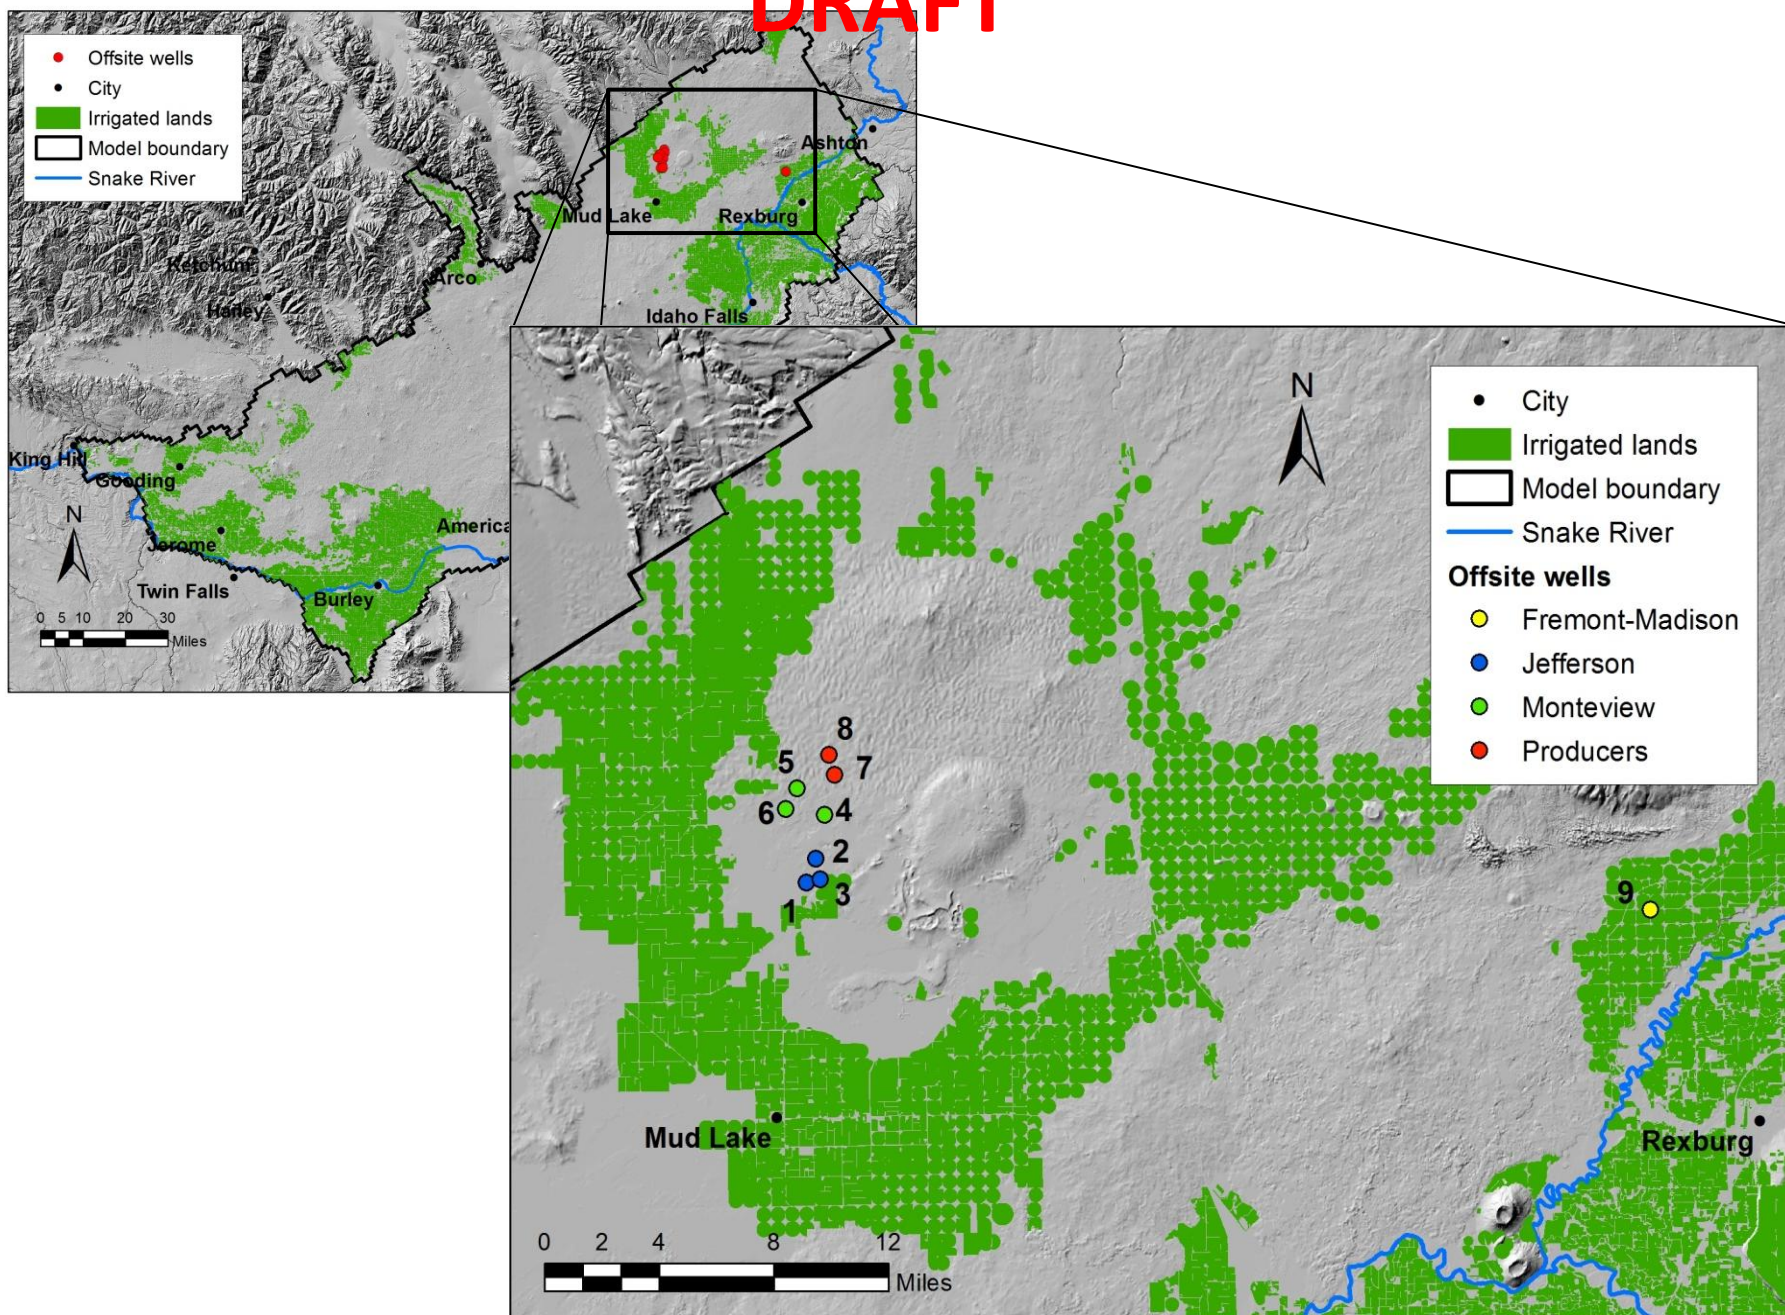 DRAFT
Offsite wells
City
Irrigated lands
Model boundary
Snake River
Ashton
Mud Lake
Rexburg
Ketchum
Arco
Hailey
Idaho Falls
King Hill
Gooding
N
Jerome
America
Twin Falls
Burley
0 5 10 20 30
Miles
N
City
Irrigated lands
Model boundary
Snake River
Offsite wells
Fremont-Madison
Jefferson
Monteview
Producers
8
5
7
6
4
2
3
1
9
Mud Lake
Rexburg
0 2 4 8 12
Miles